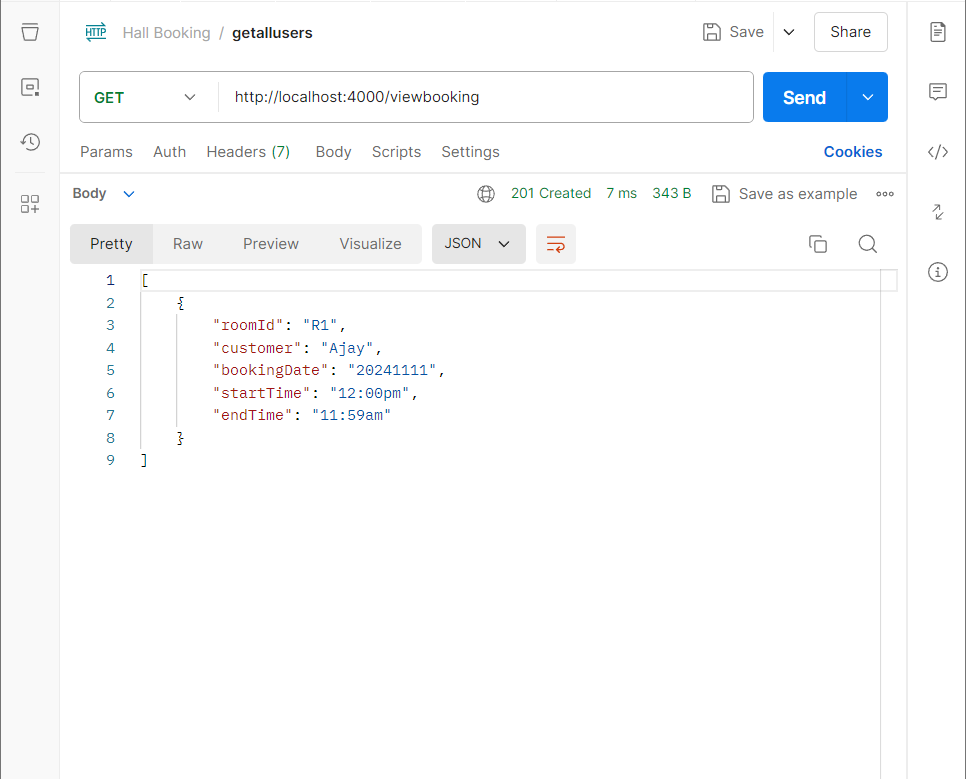 HTTP Hall Booking / getallusers Save Share
GET http://localhost:4000/viewbooking Send
Params Auth Headers (7) Body Scripts Settings Cookies
Body 201 Created 7 ms 343 B Save as example
Pretty Raw Preview Visualize JSON
1 [
2 {
3 "roomId": "R1",
4 "customer": "Ajay",
5 "bookingDate": "20241111",
6 "startTime": "12:00pm",
7 "endTime": "11:59am"
8 }
9 ]